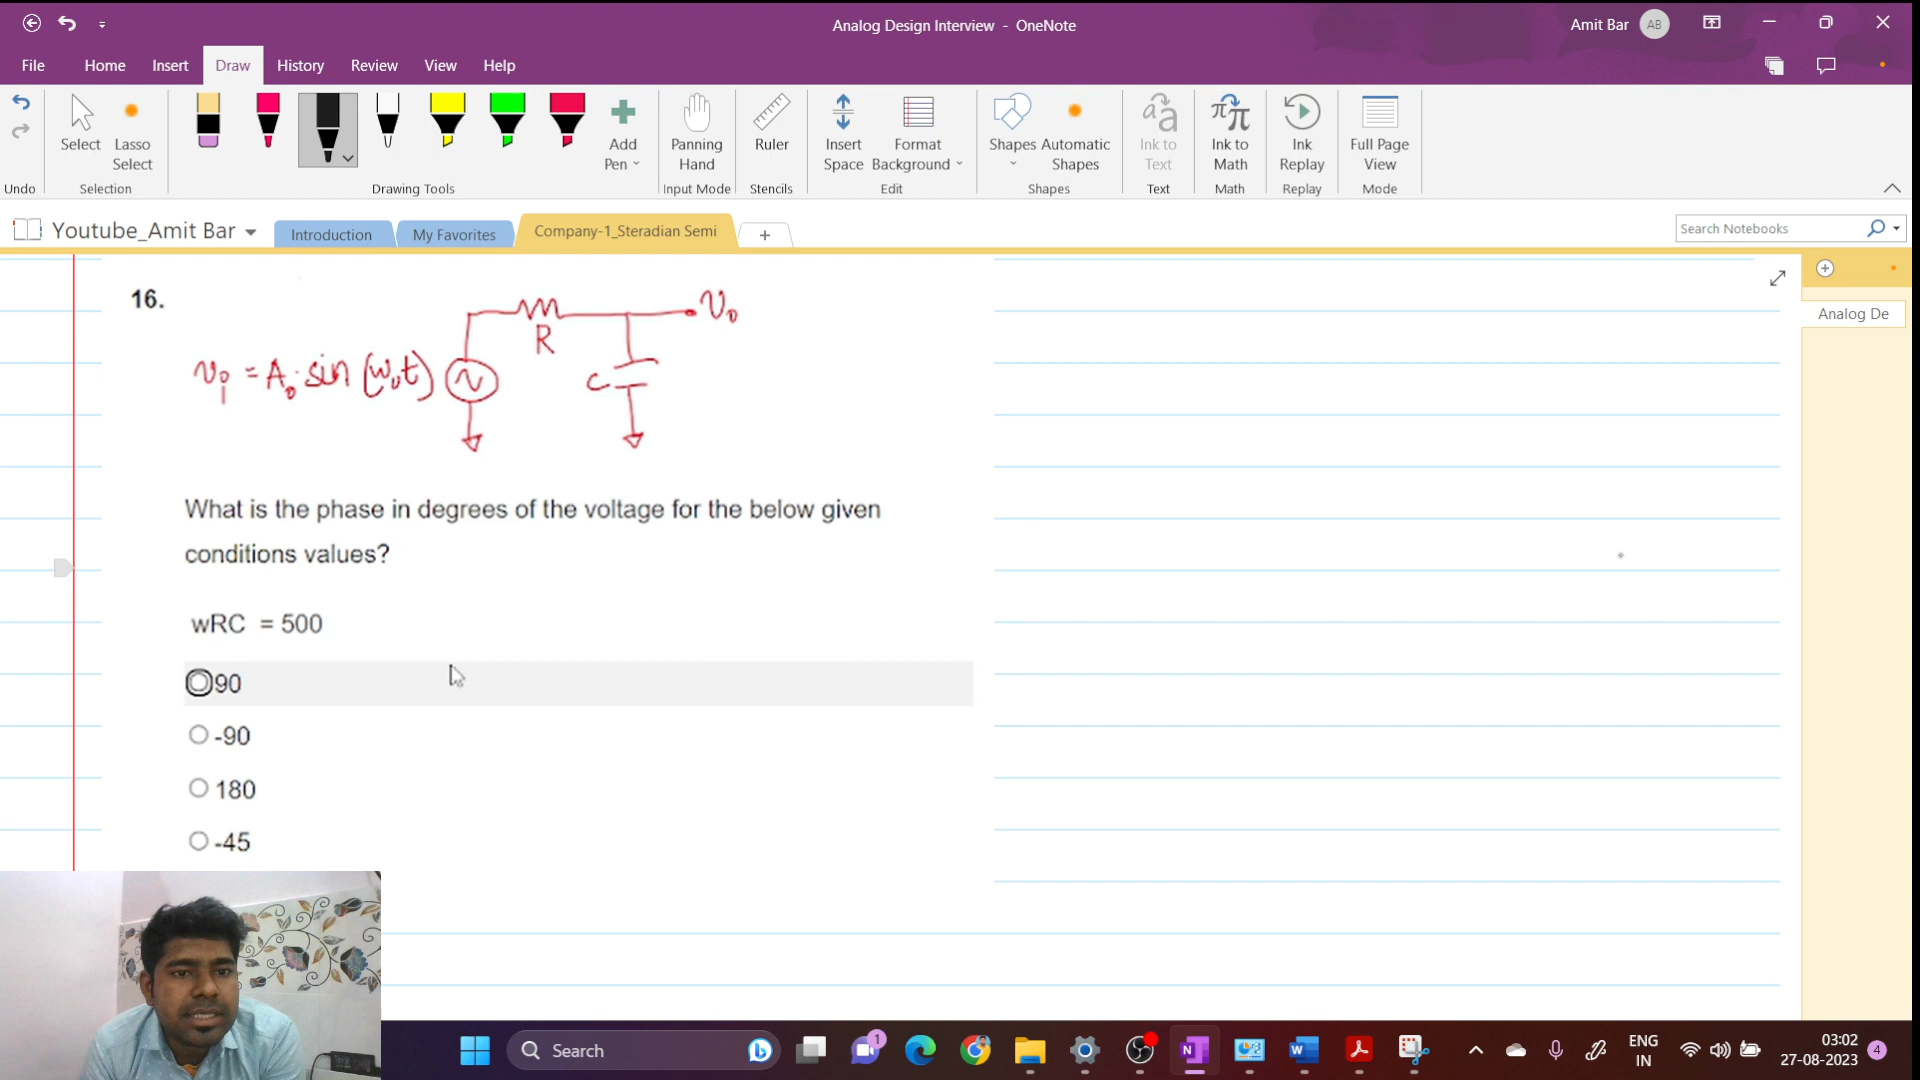 Analog Design Interview - OneNote
Amit Bar
AB
File Home Insert Draw History Review View Help
Select
Lasso Select
Add Pen
Panning Hand
Ruler
Insert Space
Format Background
Shapes
Automatic Shapes
Ink to Text
Ink to Math
Ink Replay
Full Page View
Undo Selection Drawing Tools Input Mode Stencils Edit Shapes Text Math Replay Mode
Youtube_Amit Bar
Introduction
My Favorites
Company-1_Steradian Semi
Search Notebooks
Analog De
16.
R
V₀
Vi = A₀ · sin (ω₀t)
C
What is the phase in degrees of the voltage for the below given
conditions values?
wRC = 500
90
-90
180
-45
Search
1
ENG
IN
03:02
27-08-2023
4